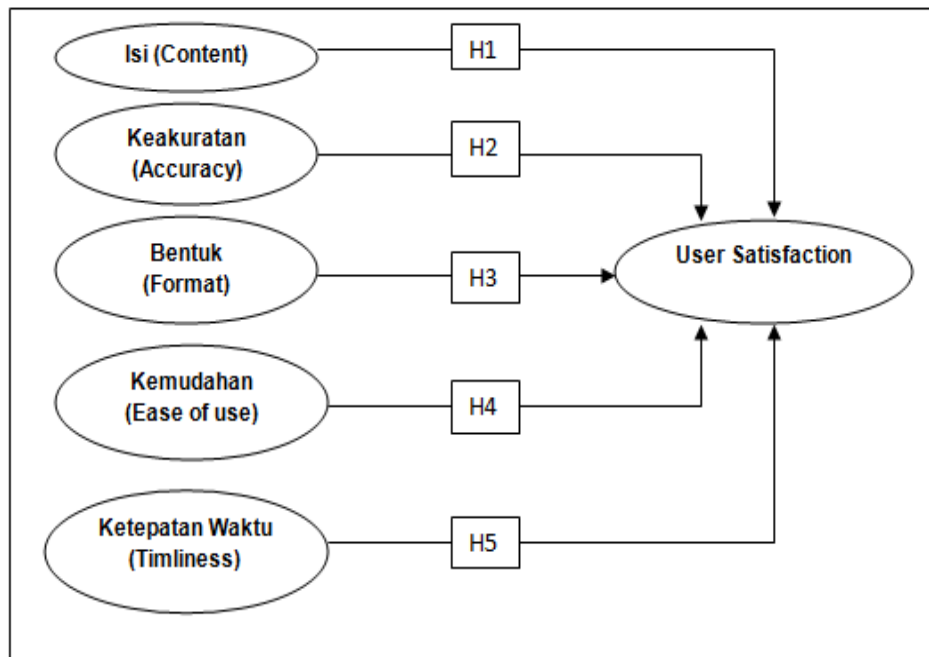 Isi (Content)
H1
Keakuratan
(Accuracy)
H2
Bentuk
(Format)
H3
User Satisfaction
Kemudahan
(Ease of use)
H4
Ketepatan Waktu
(Timliness)
H5